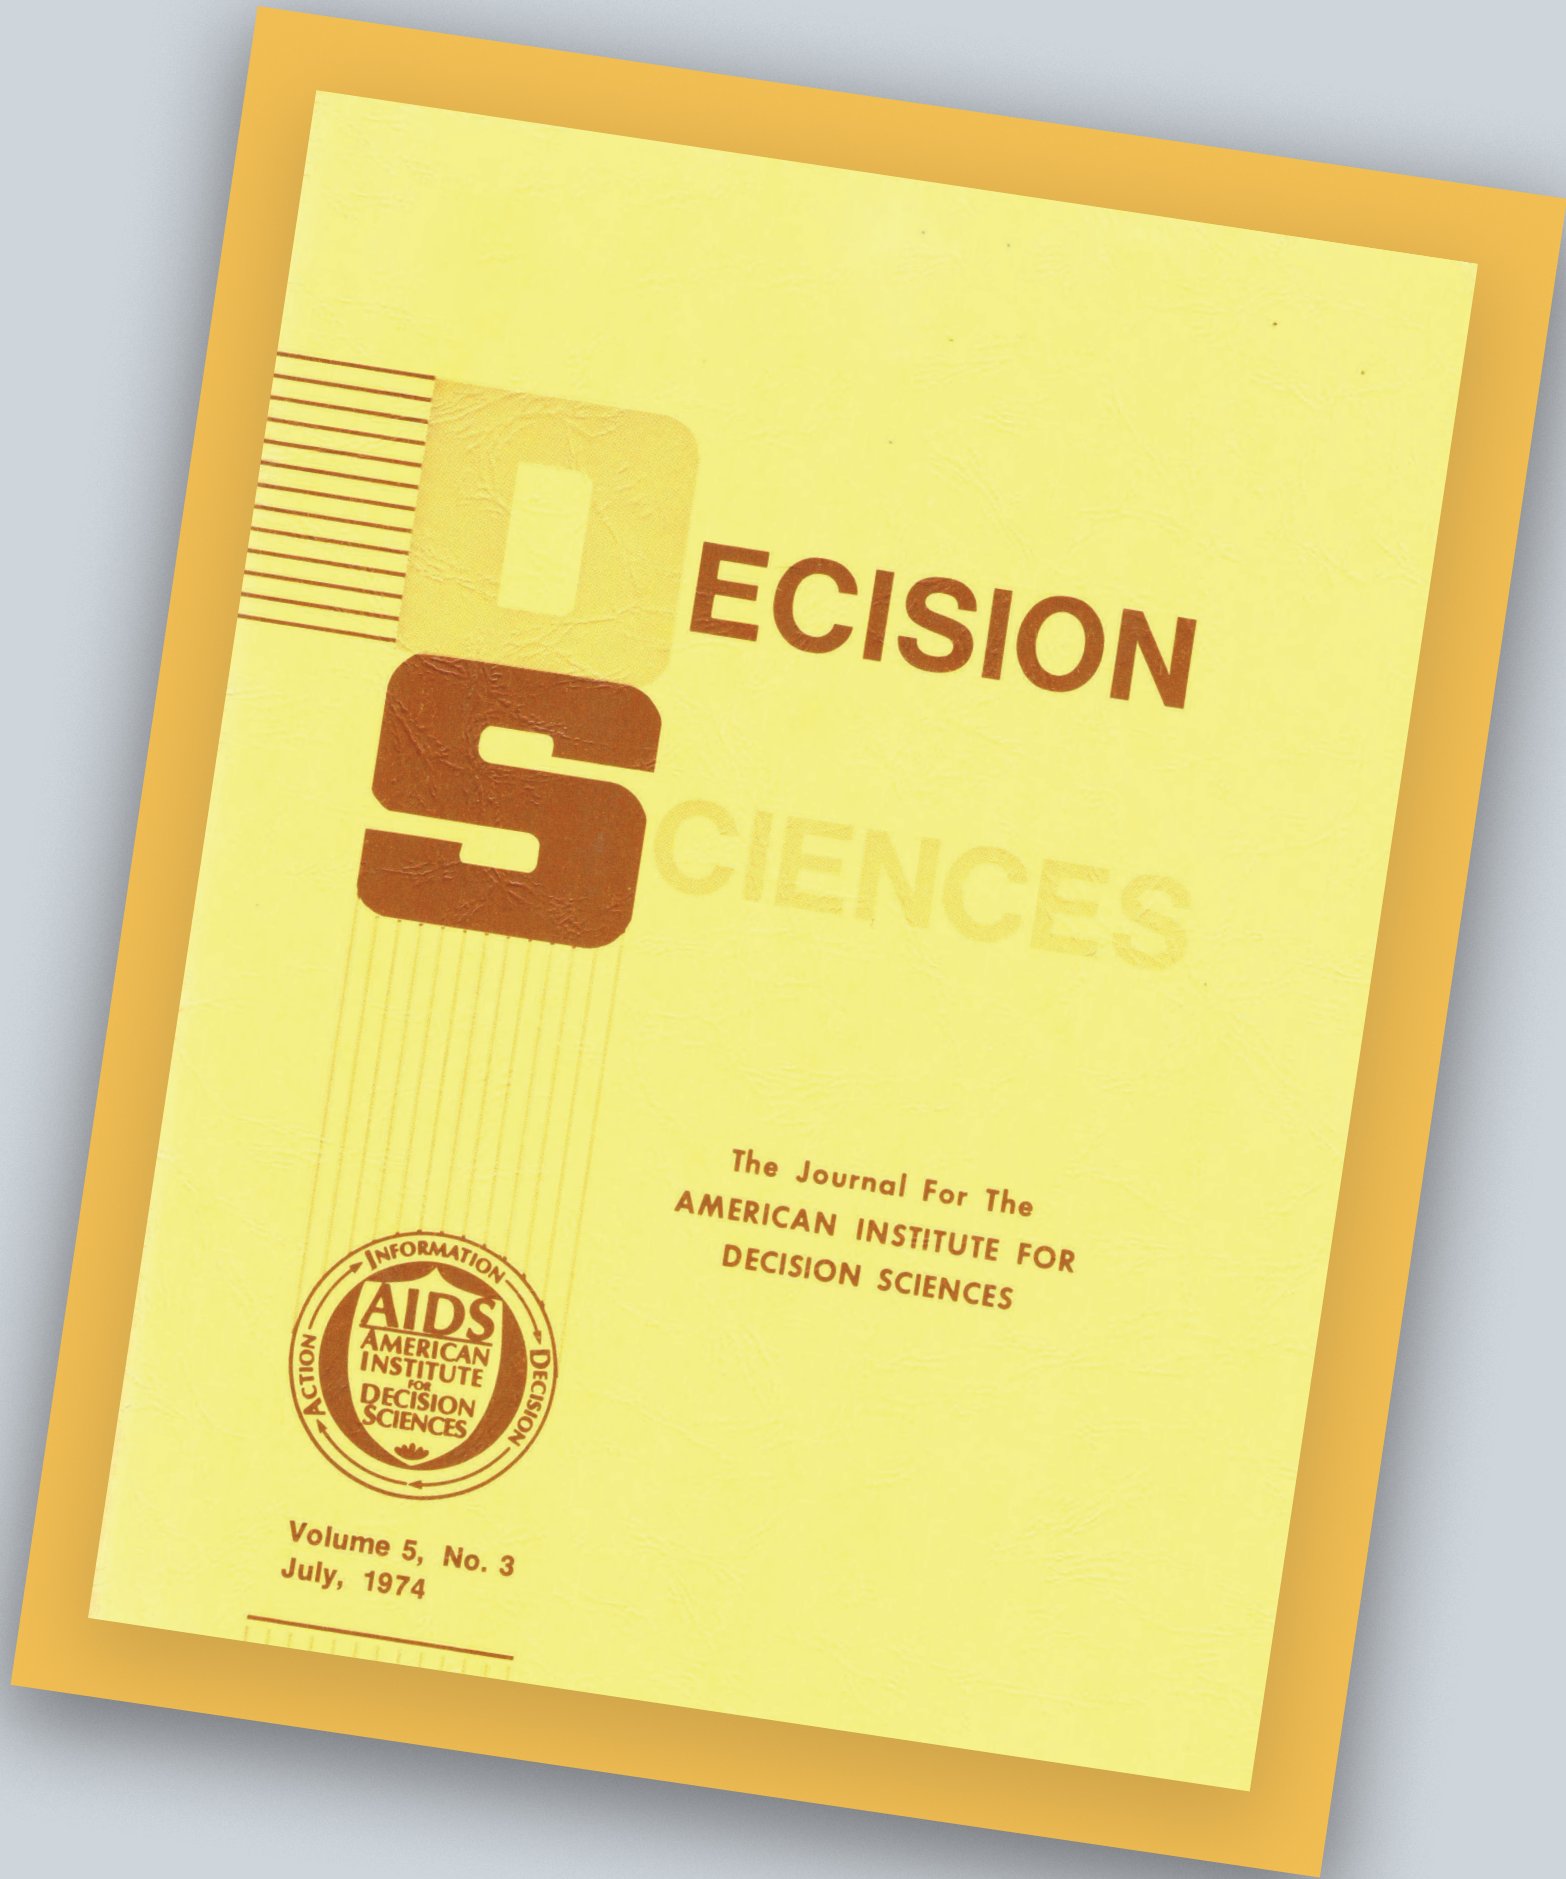 DECISION
SCIENCES
The Journal For The
AMERICAN INSTITUTE FOR
DECISION SCIENCES
INFORMATION
DECISION
ACTION
AIDS
AMERICAN
INSTITUTE
FOR
DECISION
SCIENCES
Volume 5, No. 3
July, 1974